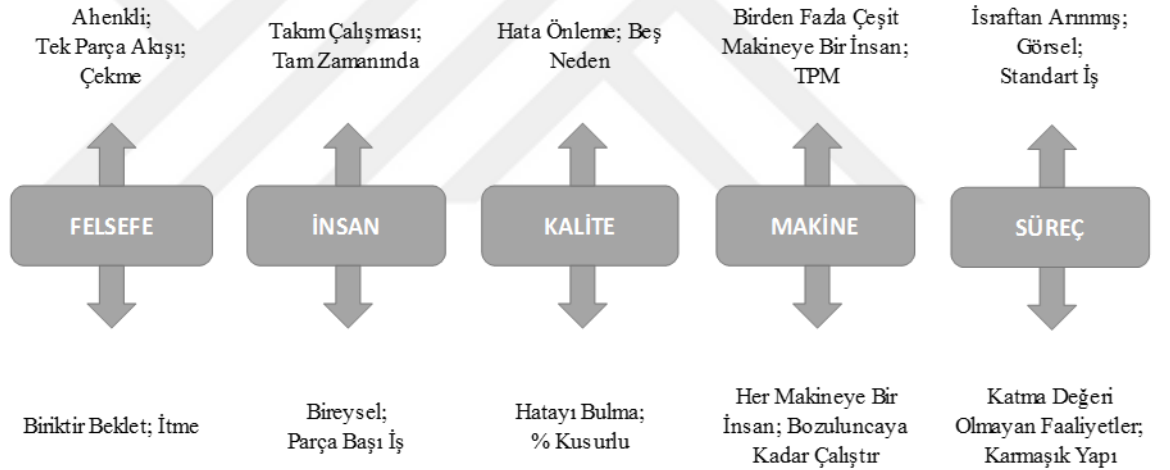 Ahenkli;
Tek Parça Akışı;
Çekme
Takım Çalışması;
Tam Zamanında
Hata Önleme; Beş
Neden
Birden Fazla Çeşit
Makineye Bir İnsan;
TPM
İsraftan Arınmış;
Görsel;
Standart İş
FELSEFE
İNSAN
KALİTE
MAKİNE
SÜREÇ
Biriktir Beklet; İtme
Bireysel;
Parça Başı İş
Hatayı Bulma;
% Kusurlu
Her Makineye Bir
İnsan; Bozuluncaya
Kadar Çalıştır
Katma Değeri
Olmayan Faaliyetler;
Karmaşık Yapı